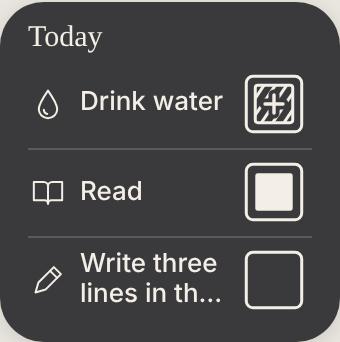 Today
Drink water
Read
Write three
lines in th...